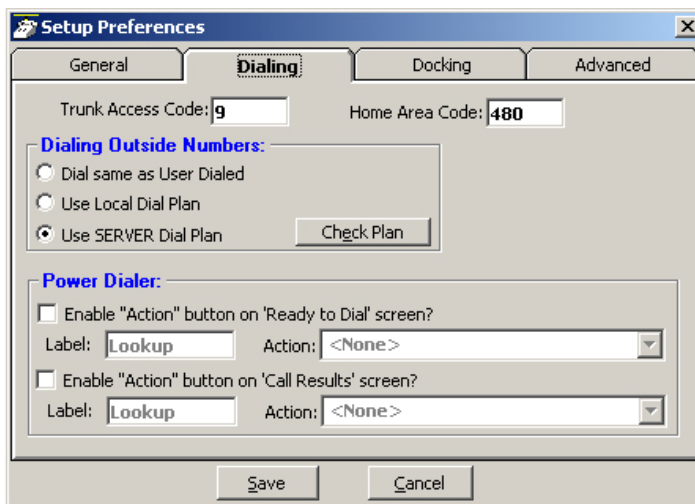 Setup Preferences
General Dialing Docking Advanced
Trunk Access Code: 9 Home Area Code: 480
Dialing Outside Numbers:
Dial same as User Dialed
Use Local Dial Plan
Use SERVER Dial Plan Check Plan
Power Dialer:
Enable "Action" button on 'Ready to Dial' screen?
Label: Lookup Action: <None>
Enable "Action" button on 'Call Results' screen?
Label: Lookup Action: <None>
Save Cancel